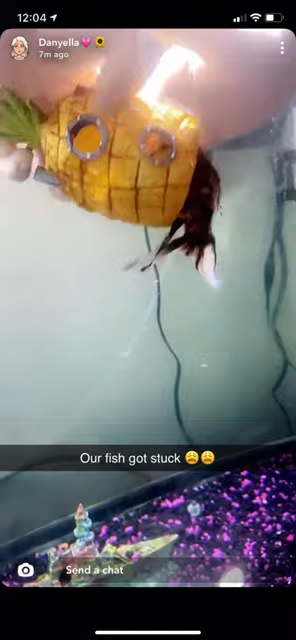 12:04
Danyella💗🌻
7m ago
Our fish got stuck 😩😩
Send a chat